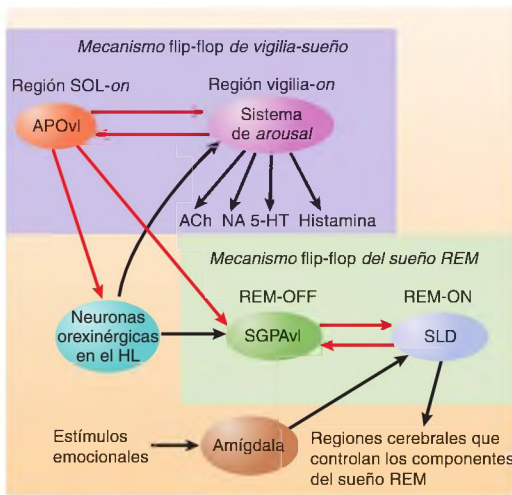 Mecanismo flip-flop de vigilia-sueño
Región SOL-on
Región vigilia-on
APOvl
Sistema
de arousal
ACh NA 5-HT Histamina
Mecanismo flip-flop del sueño REM
REM-OFF
REM-ON
Neuronas
orexinérgicas
en el HL
SGPAvl
SLD
Estímulos
emocionales
Amígdala
Regiones cerebrales que
controlan los componentes
del sueño REM